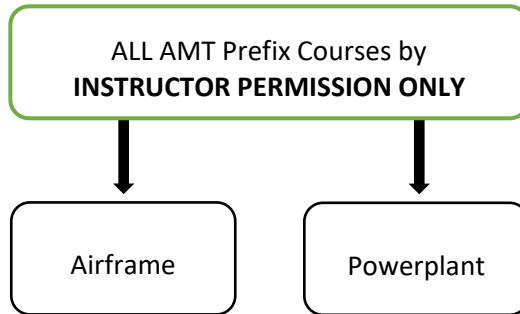 ALL AMT Prefix Courses by
INSTRUCTOR PERMISSION ONLY
Airframe
Powerplant